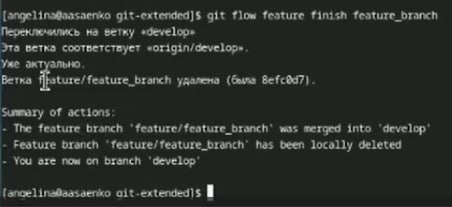 [angelina@aasaenko git-extended]$ git flow feature finish feature_branch
Переключились на ветку «develop»
Эта ветка соответствует «origin/develop».
Уже актуально.
Ветка feature/feature_branch удалена (была 8efc0d7).
Summary of actions:
- The feature branch 'feature/feature_branch' was merged into 'develop'
- Feature branch 'feature/feature_branch' has been locally deleted
- You are now on branch 'develop'
[angelina@aasaenko git-extended]$